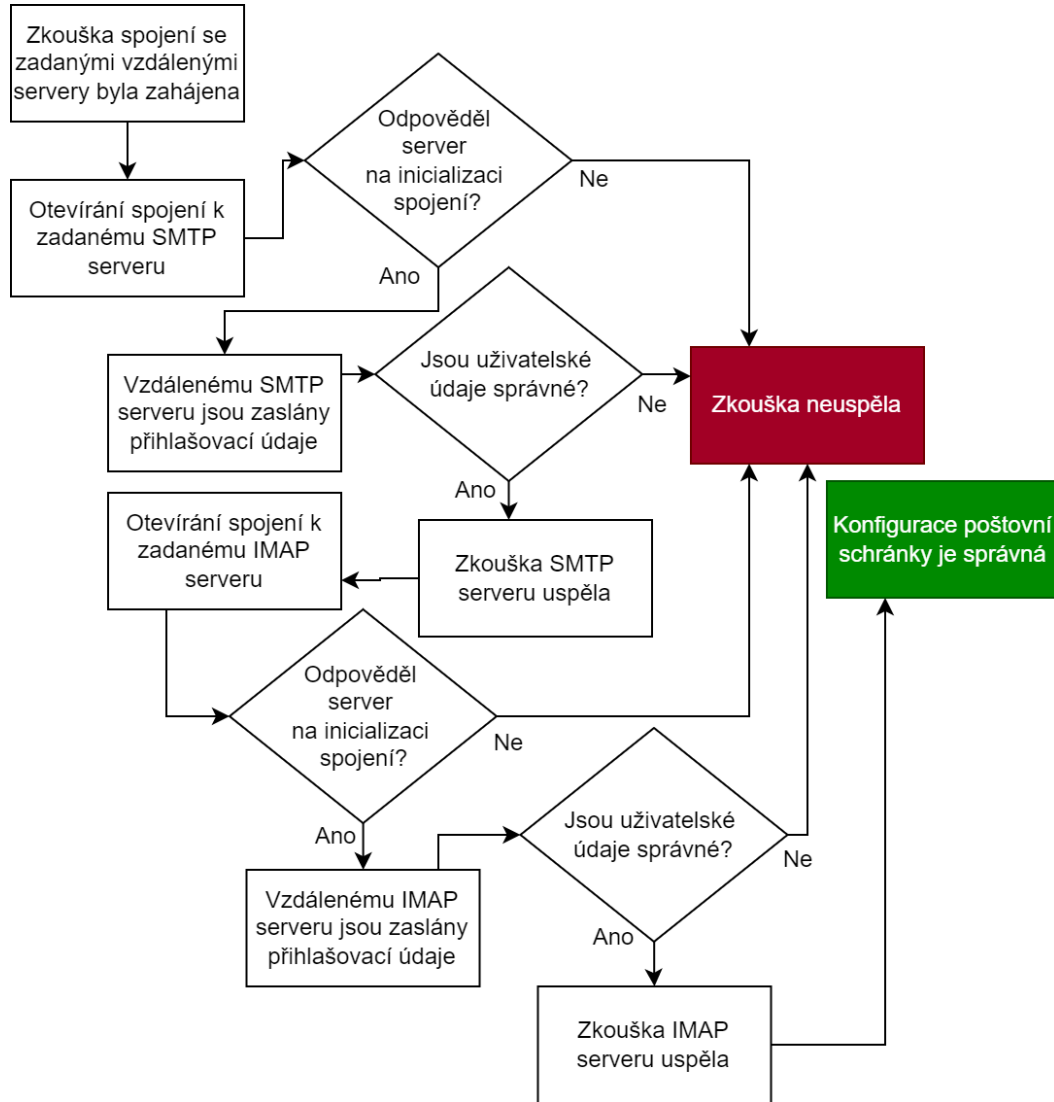 Zkouška spojení se
zadanými vzdálenými
servery byla zahájena
Odpověděl
server
na inicializaci
spojení?
Ne
Otevírání spojení k
zadanému SMTP
serveru
Ano
Jsou uživatelské
údaje správné?
Ne
Vzdálenému SMTP
serveru jsou zaslány
přihlašovací údaje
Zkouška neuspěla
Ano
Otevírání spojení k
zadanému IMAP
serveru
Zkouška SMTP
serveru uspěla
Konfigurace poštovní
schránky je správná
Odpověděl
server
na inicializaci
spojení?
Ne
Ano
Jsou uživatelské
údaje správné?
Ne
Vzdálenému IMAP
serveru jsou zaslány
přihlašovací údaje
Ano
Zkouška IMAP
serveru uspěla